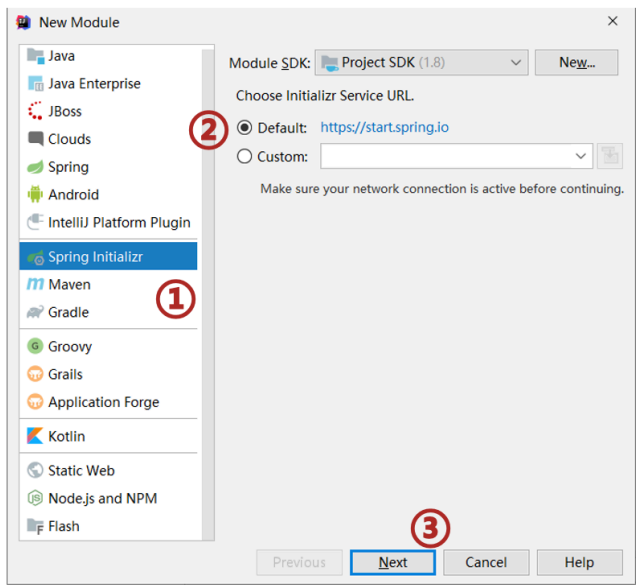 New Module
Java
Java Enterprise
JBoss
Clouds
Spring
Android
IntelliJ Platform Plugin
Spring Initializr
Maven
①
Gradle
Groovy
Grails
Application Forge
Kotlin
Static Web
Node.js and NPM
Flash
Module SDK: Project SDK (1.8) New...
Choose Initializr Service URL.
② Default: https://start.spring.io
Custom:
Make sure your network connection is active before continuing.
③
Previous Next Cancel Help